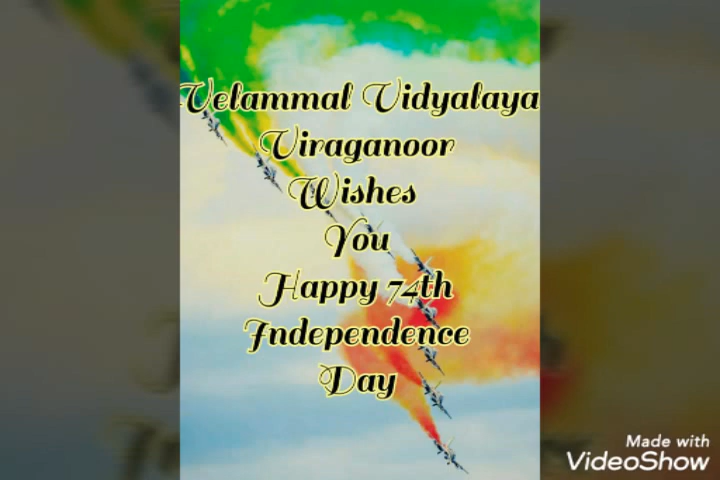 Velammal Vidyalaya
Viraganoor
Wishes
You
Happy 74th
Independence
Day
Made with
VideoShow